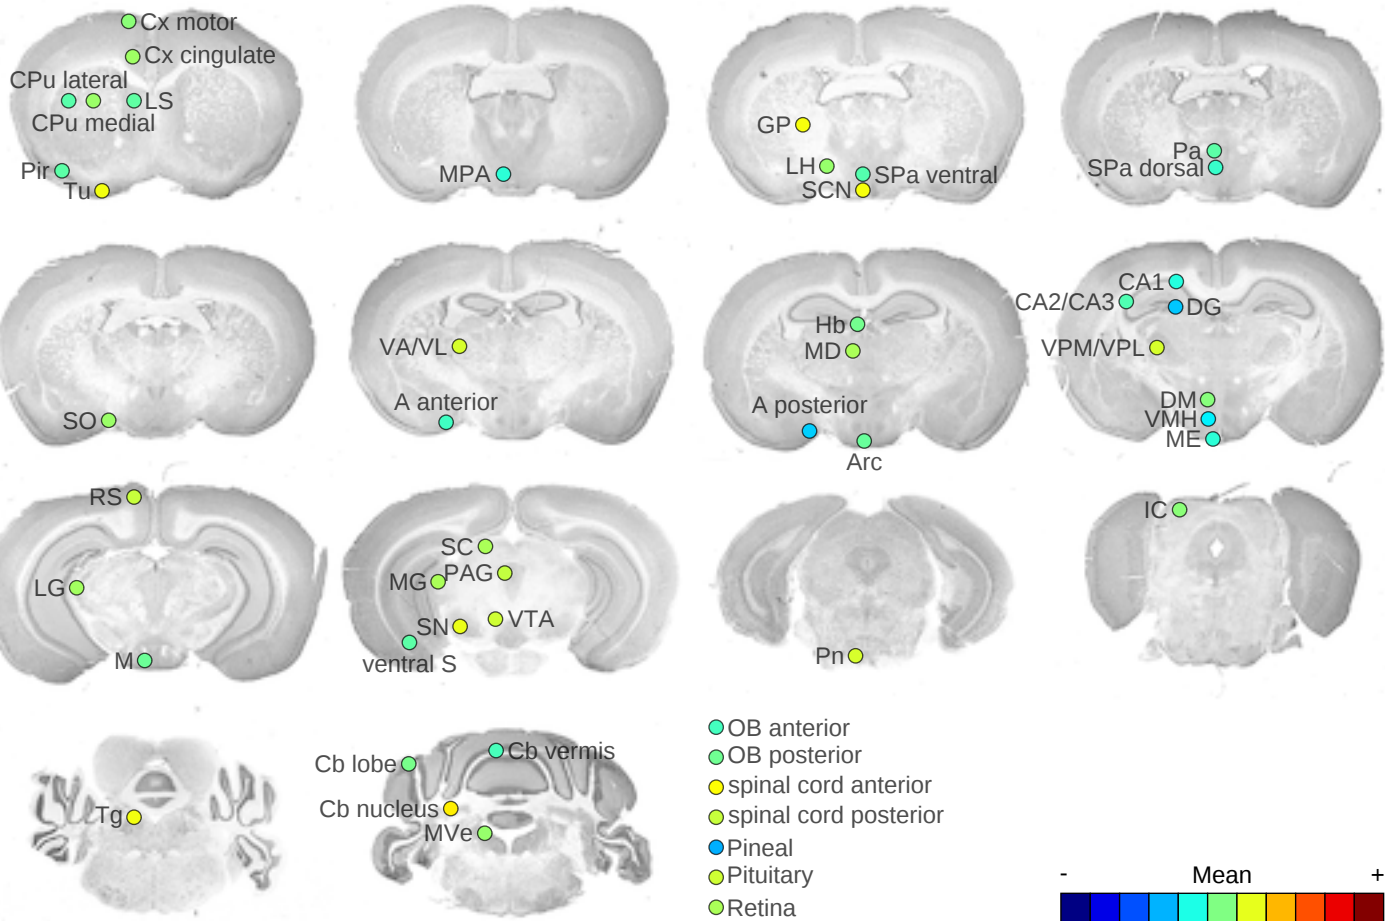 Cx motor
Cx cingulate
CPu lateral
LS
CPu medial
Pir
Tu
MPA
GP
LH
SPa ventral
SCN
Pa
SPa dorsal
SO
VA/VL
A anterior
Hb
MD
A posterior
Arc
CA1
CA2/CA3
DG
VPM/VPL
DM
VMH
ME
RS
LG
M
SC
MG
PAG
SN
VTA
ventral S
Pn
IC
Tg
Cb lobe
Cb vermis
Cb nucleus
MVe
OB anterior
OB posterior
spinal cord anterior
spinal cord posterior
Pineal
Pituitary
Retina
- Mean +